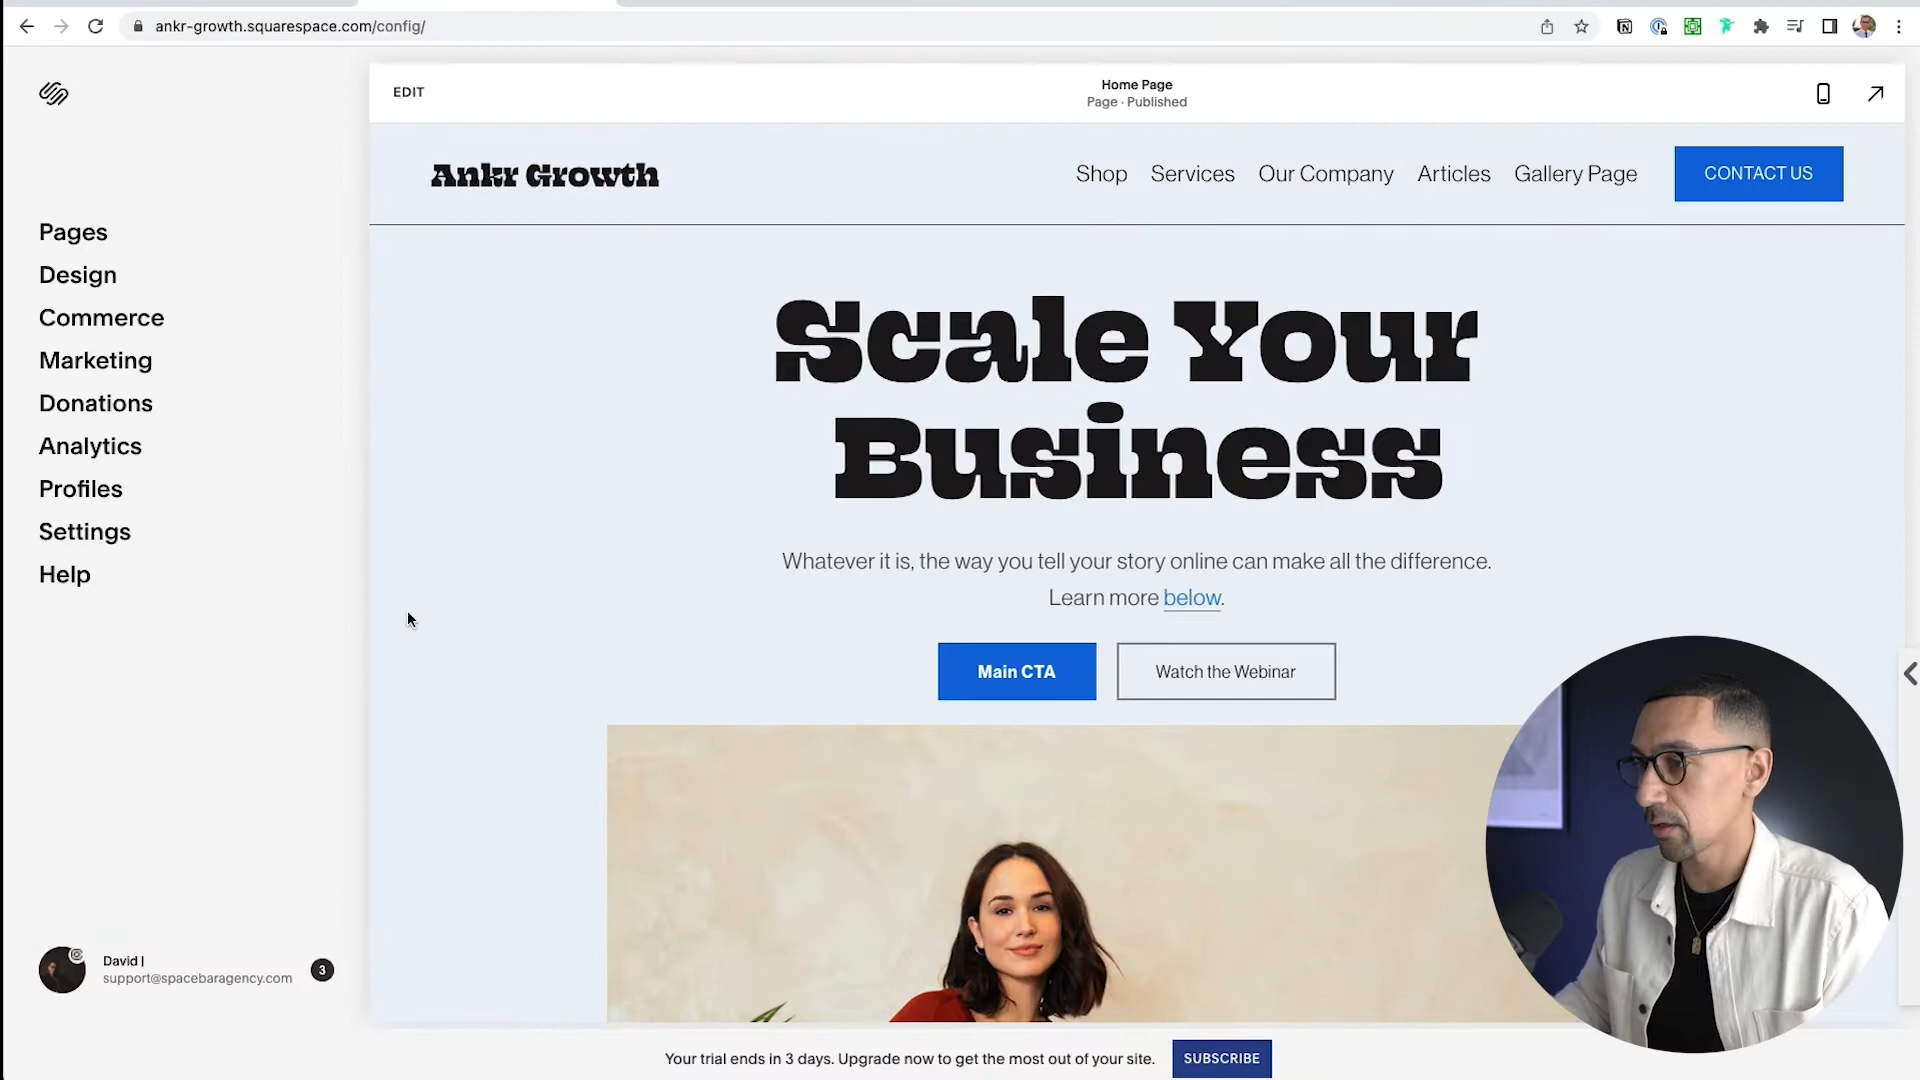 ankr-growth.squarespace.com/config/
EDIT
Home Page
Page · Published
Ankr Growth
Shop
Services
Our Company
Articles
Gallery Page
CONTACT US
Pages
Design
Commerce
Marketing
Donations
Analytics
Profiles
Settings
Help
Scale Your
Business
Whatever it is, the way you tell your story online can make all the difference.
Learn more below.
Main CTA
Watch the Webinar
David I
support@spacebaragency.com
3
Your trial ends in 3 days. Upgrade now to get the most out of your site.
SUBSCRIBE